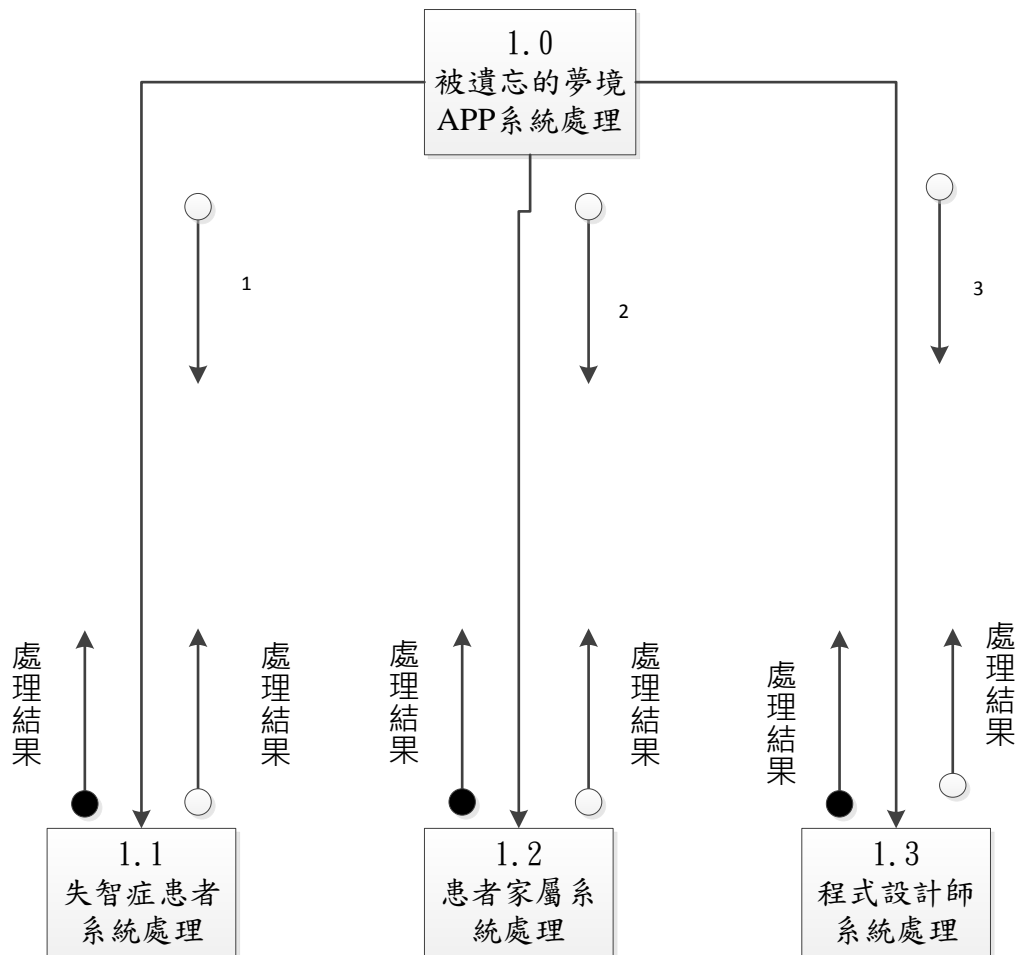 1.0
被遺忘的夢境
APP系統處理
1
2
3
處理結果
處理結果
處理結果
處理結果
處理結果
處理結果
1.1
失智症患者
系統處理
1.2
患者家屬系
統處理
1.3
程式設計師
系統處理